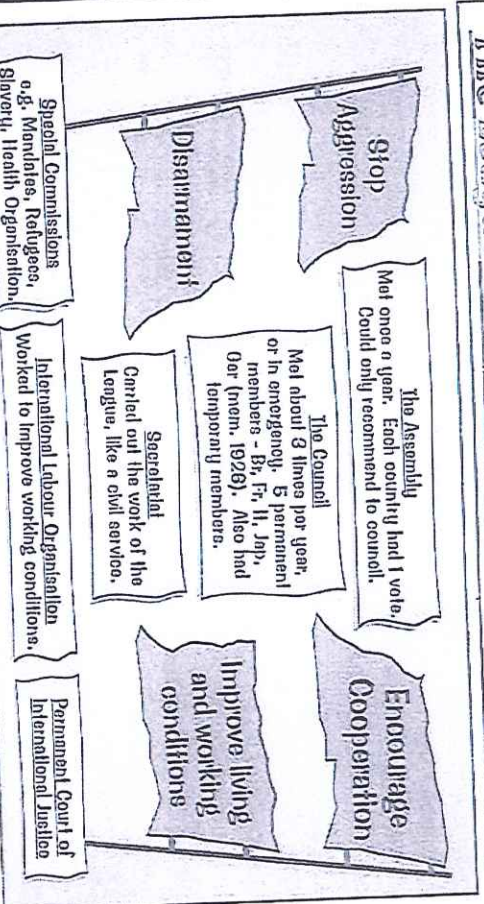 Stop
Aggression
Disarmament
The Assembly
Met once a year. Each country had 1 vote.
Could only recommend to council.
The Council
Met about 3 times per year,
or in emergency. 5 permanent
members - Br, Fr, It, Jap,
Ger (mem. 1926). Also had
temporary members.
Secretariat
Carried out the work of the
League, like a civil service.
Encourage
Cooperation
Improve living
and working
conditions
Special Commissions
e.g. Mandates, Refugees,
Slavery, Health Organisation.
International Labour Organisation
Worked to improve working conditions.
Permanent Court of
International Justice